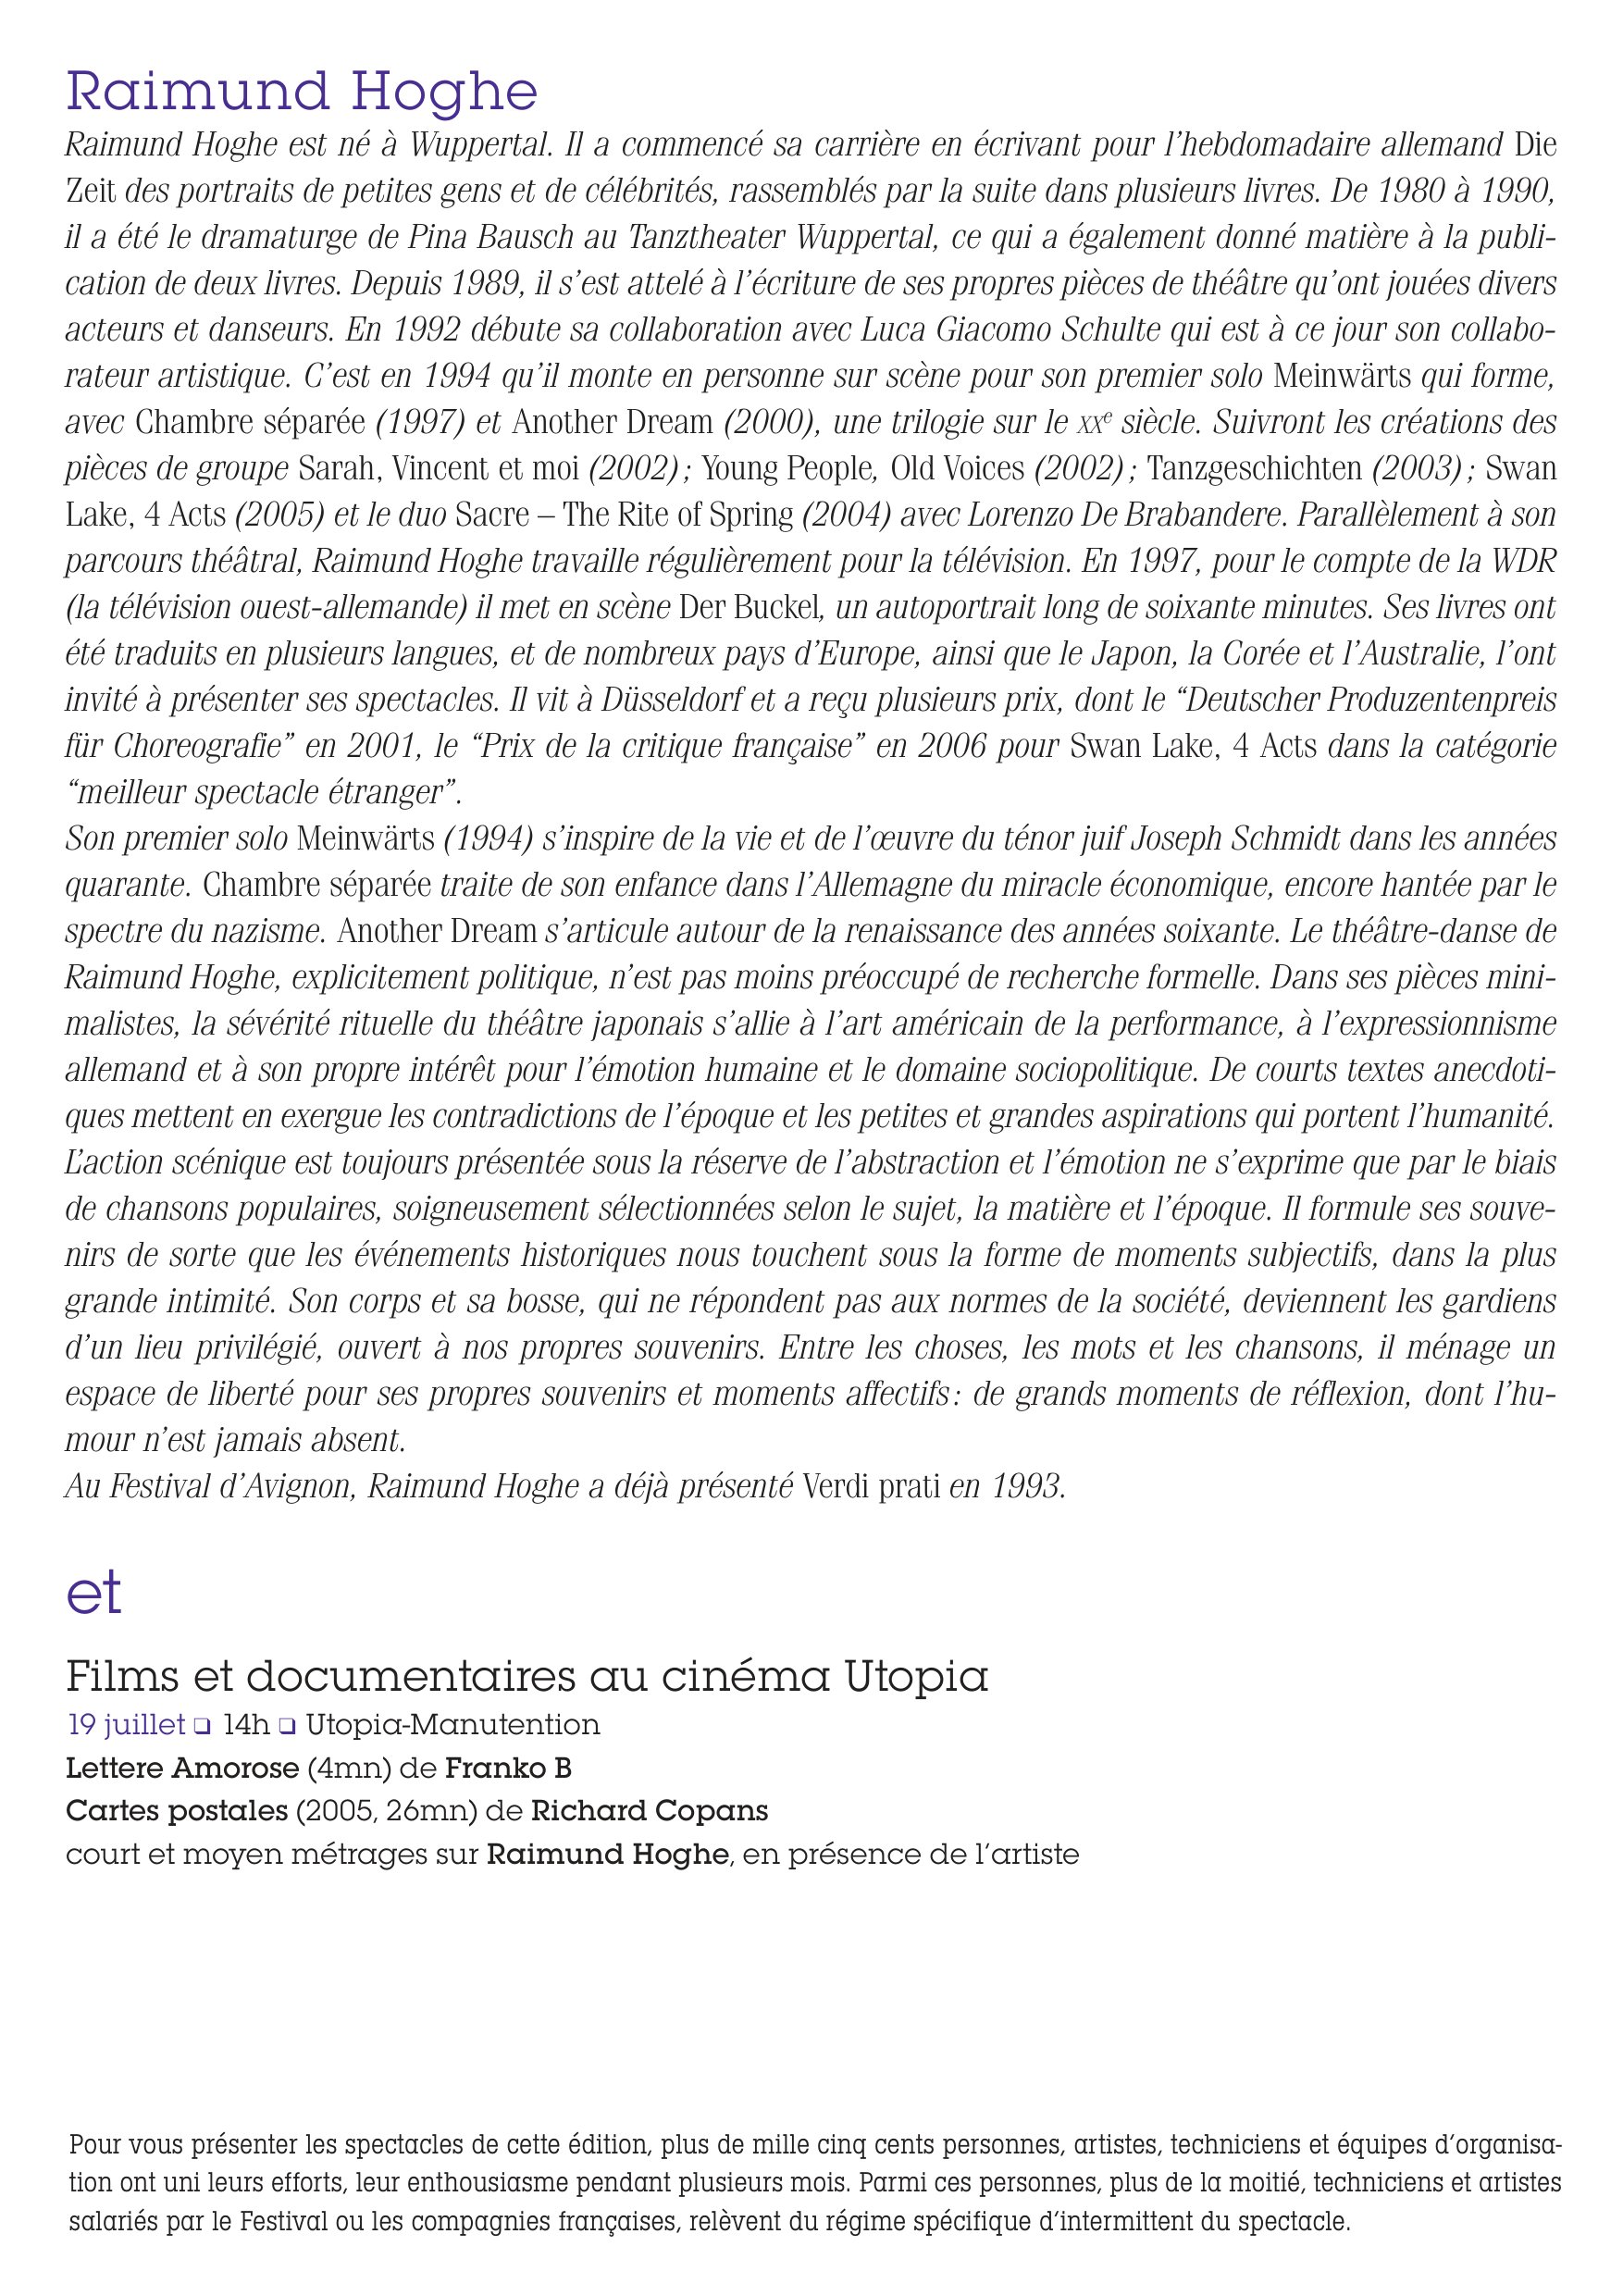 Raimund Hoghe
Raimund Hoghe est né à Wuppertal. Il a commencé sa carrière en écrivant pour l’hebdomadaire allemand Die
Zeit des portraits de petites gens et de célébrités, rassemblés par la suite dans plusieurs livres. De 1980 à 1990,
il a été le dramaturge de Pina Bausch au Tanztheater Wuppertal, ce qui a également donné matière à la publi-
cation de deux livres. Depuis 1989, il s’est attelé à l’écriture de ses propres pièces de théâtre qu’ont jouées divers
acteurs et danseurs. En 1992 débute sa collaboration avec Luca Giacomo Schulte qui est à ce jour son collabo-
rateur artistique. C’est en 1994 qu’il monte en personne sur scène pour son premier solo Meinwärts qui forme,
avec Chambre séparée (1997) et Another Dream (2000), une trilogie sur le XXe siècle. Suivront les créations des
pièces de groupe Sarah, Vincent et moi (2002) ; Young People, Old Voices (2002) ; Tanzgeschichten (2003) ; Swan
Lake, 4 Acts (2005) et le duo Sacre – The Rite of Spring (2004) avec Lorenzo De Brabandere. Parallèlement à son
parcours théâtral, Raimund Hoghe travaille régulièrement pour la télévision. En 1997, pour le compte de la WDR
(la télévision ouest-allemande) il met en scène Der Buckel, un autoportrait long de soixante minutes. Ses livres ont
été traduits en plusieurs langues, et de nombreux pays d’Europe, ainsi que le Japon, la Corée et l’Australie, l’ont
invité à présenter ses spectacles. Il vit à Düsseldorf et a reçu plusieurs prix, dont le “Deutscher Produzentenpreis
für Choreografie” en 2001, le “Prix de la critique française” en 2006 pour Swan Lake, 4 Acts dans la catégorie
“meilleur spectacle étranger”.
Son premier solo Meinwärts (1994) s’inspire de la vie et de l’œuvre du ténor juif Joseph Schmidt dans les années
quarante. Chambre séparée traite de son enfance dans l’Allemagne du miracle économique, encore hantée par le
spectre du nazisme. Another Dream s’articule autour de la renaissance des années soixante. Le théâtre-danse de
Raimund Hoghe, explicitement politique, n’est pas moins préoccupé de recherche formelle. Dans ses pièces mini-
malistes, la sévérité rituelle du théâtre japonais s’allie à l’art américain de la performance, à l’expressionnisme
allemand et à son propre intérêt pour l’émotion humaine et le domaine sociopolitique. De courts textes anecdoti-
ques mettent en exergue les contradictions de l’époque et les petites et grandes aspirations qui portent l’humanité.
L’action scénique est toujours présentée sous la réserve de l’abstraction et l’émotion ne s’exprime que par le biais
de chansons populaires, soigneusement sélectionnées selon le sujet, la matière et l’époque. Il formule ses souve-
nirs de sorte que les événements historiques nous touchent sous la forme de moments subjectifs, dans la plus
grande intimité. Son corps et sa bosse, qui ne répondent pas aux normes de la société, deviennent les gardiens
d’un lieu privilégié, ouvert à nos propres souvenirs. Entre les choses, les mots et les chansons, il ménage un
espace de liberté pour ses propres souvenirs et moments affectifs : de grands moments de réflexion, dont l’hu-
mour n’est jamais absent.
Au Festival d’Avignon, Raimund Hoghe a déjà présenté Verdi prati en 1993.
et
Films et documentaires au cinéma Utopia
19 juillet ❏ 14h ❏ Utopia-Manutention
Lettere Amorose (4mn) de Franko B
Cartes postales (2005, 26mn) de Richard Copans
court et moyen métrages sur Raimund Hoghe, en présence de l’artiste
Pour vous présenter les spectacles de cette édition, plus de mille cinq cents personnes, artistes, techniciens et équipes d’organisa-
tion ont uni leurs efforts, leur enthousiasme pendant plusieurs mois. Parmi ces personnes, plus de la moitié, techniciens et artistes
salariés par le Festival ou les compagnies françaises, relèvent du régime spécifique d’intermittent du spectacle.